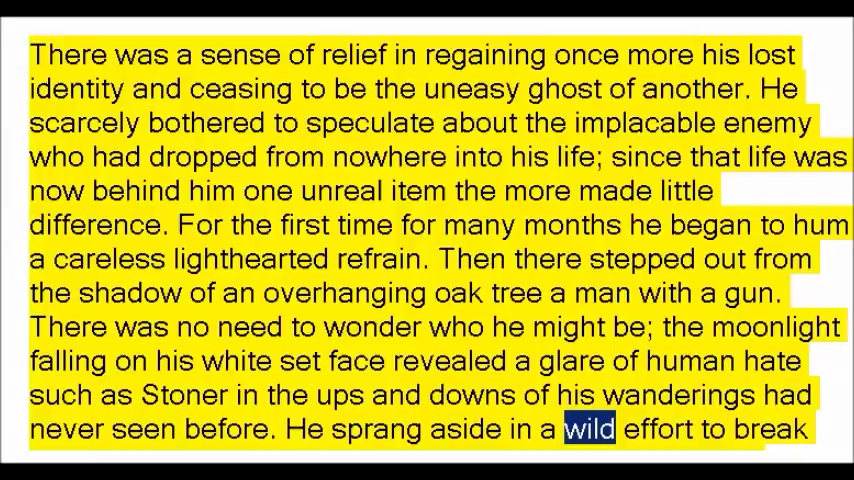 There was a sense of relief in regaining once more his lost
identity and ceasing to be the uneasy ghost of another. He
scarcely bothered to speculate about the implacable enemy
who had dropped from nowhere into his life; since that life was
now behind him one unreal item the more made little
difference. For the first time for many months he began to hum
a careless lighthearted refrain. Then there stepped out from
the shadow of an overhanging oak tree a man with a gun.
There was no need to wonder who he might be; the moonlight
falling on his white set face revealed a glare of human hate
such as Stoner in the ups and downs of his wanderings had
never seen before. He sprang aside in a wild effort to break